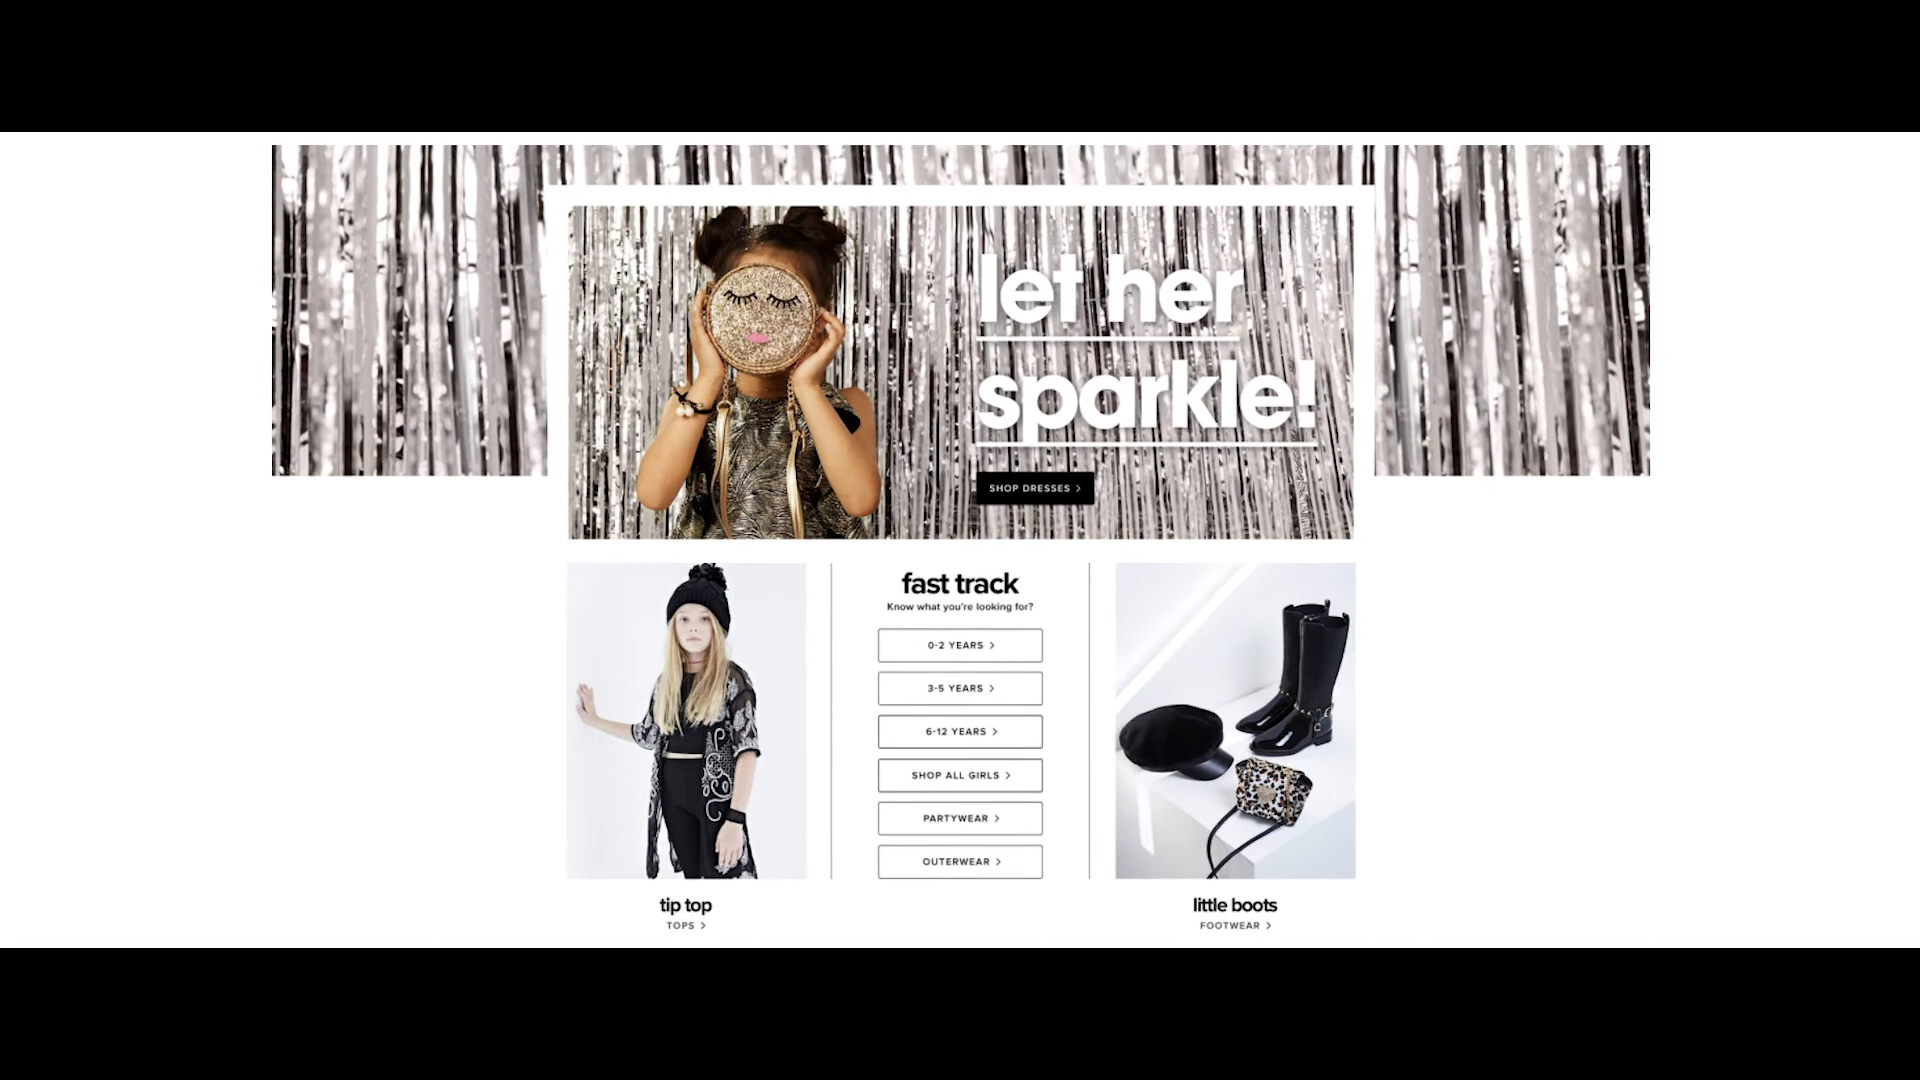 let her
sparkle!
SHOP DRESSES >
fast track
Know what you're looking for?
0-2 YEARS >
3-5 YEARS >
6-12 YEARS >
SHOP ALL GIRLS >
PARTYWEAR >
OUTERWEAR >
tip top
TOPS >
little boots
FOOTWEAR >